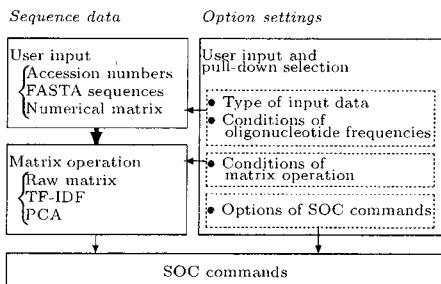 Sequence data
Option settings
User input
Accession numbers
FASTA sequences
Numerical matrix
Matrix operation
Raw matrix
TF-IDF
PCA
User input and
pull-down selection
• Type of input data
• Conditions of
oligonucleotide frequencies
• Conditions of
matrix operation
• Options of SOC commands
SOC commands